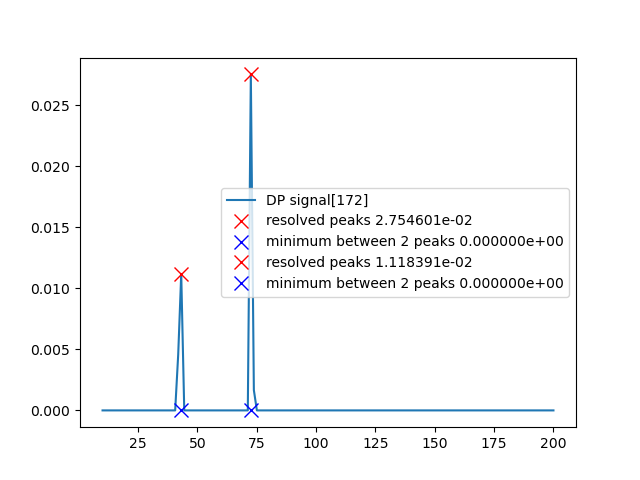 0.025
0.020
0.015
0.010
0.005
0.000
DP signal[172]
resolved peaks 2.754601e-02
minimum between 2 peaks 0.000000e+00
resolved peaks 1.118391e-02
minimum between 2 peaks 0.000000e+00
25 50 75 100 125 150 175 200